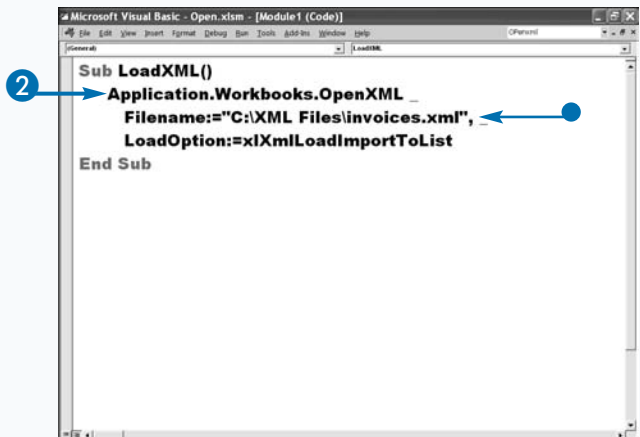 Microsoft Visual Basic - Open.xlsm - [Module1 (Code)]
File Edit View Insert Format Debug Run Tools Add-Ins Window Help
(General) LoadXML
Sub LoadXML()
2 Application.Workbooks.OpenXML _
Filename:="C:\XML Files\invoices.xml", _
LoadOption:=xlXmlLoadImportToList
End Sub